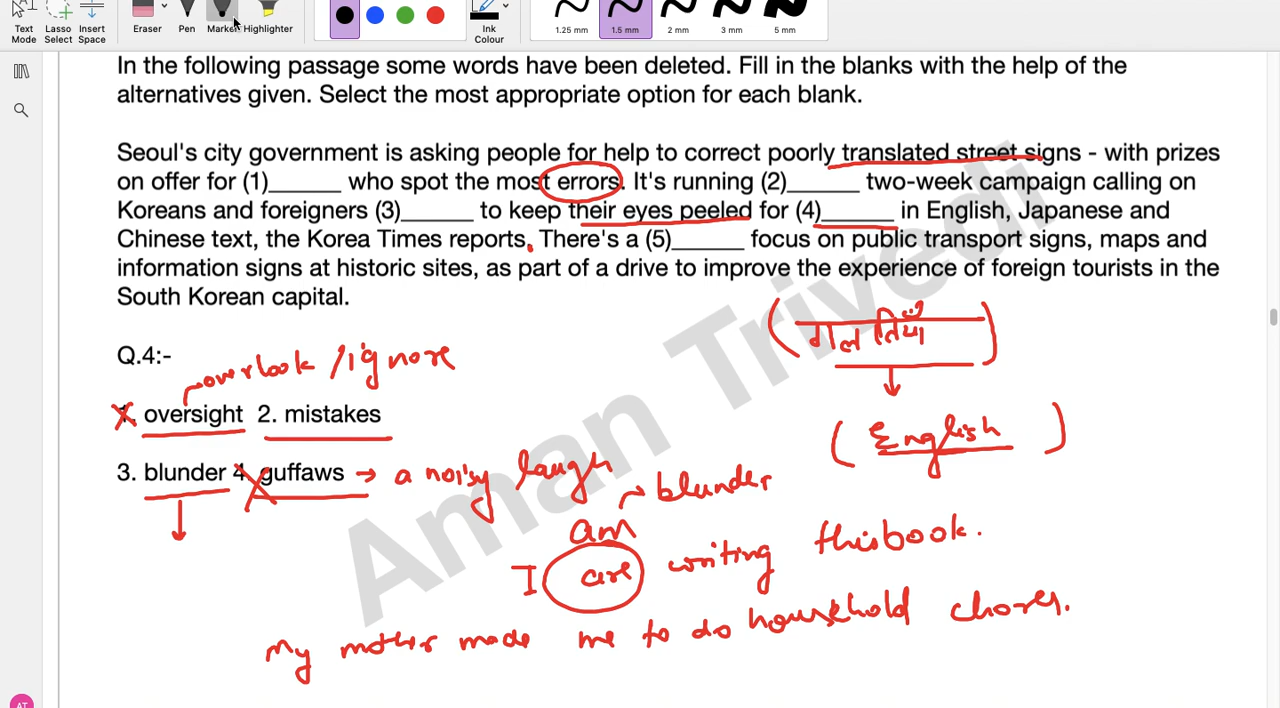 Text Mode Lasso Select Insert Space Eraser Pen Marker Highlighter Ink Colour 1.25 mm 1.5 mm 2 mm 3 mm 5 mm
In the following passage some words have been deleted. Fill in the blanks with the help of the
alternatives given. Select the most appropriate option for each blank.
Seoul's city government is asking people for help to correct poorly translated street signs - with prizes
on offer for (1)______ who spot the most errors. It's running (2)______ two-week campaign calling on
Koreans and foreigners (3)______ to keep their eyes peeled for (4)______ in English, Japanese and
Chinese text, the Korea Times reports. There's a (5)______ focus on public transport signs, maps and
information signs at historic sites, as part of a drive to improve the experience of foreign tourists in the
South Korean capital.
(गलतियाँ)
Q.4:-
overlook / ignore
1. oversight 2. mistakes
(English)
3. blunder 4. guffaws → a noisy laugh
blunder
am
I are writing this book.
My mother made me to do household chores.
Aman Trivedi
AT